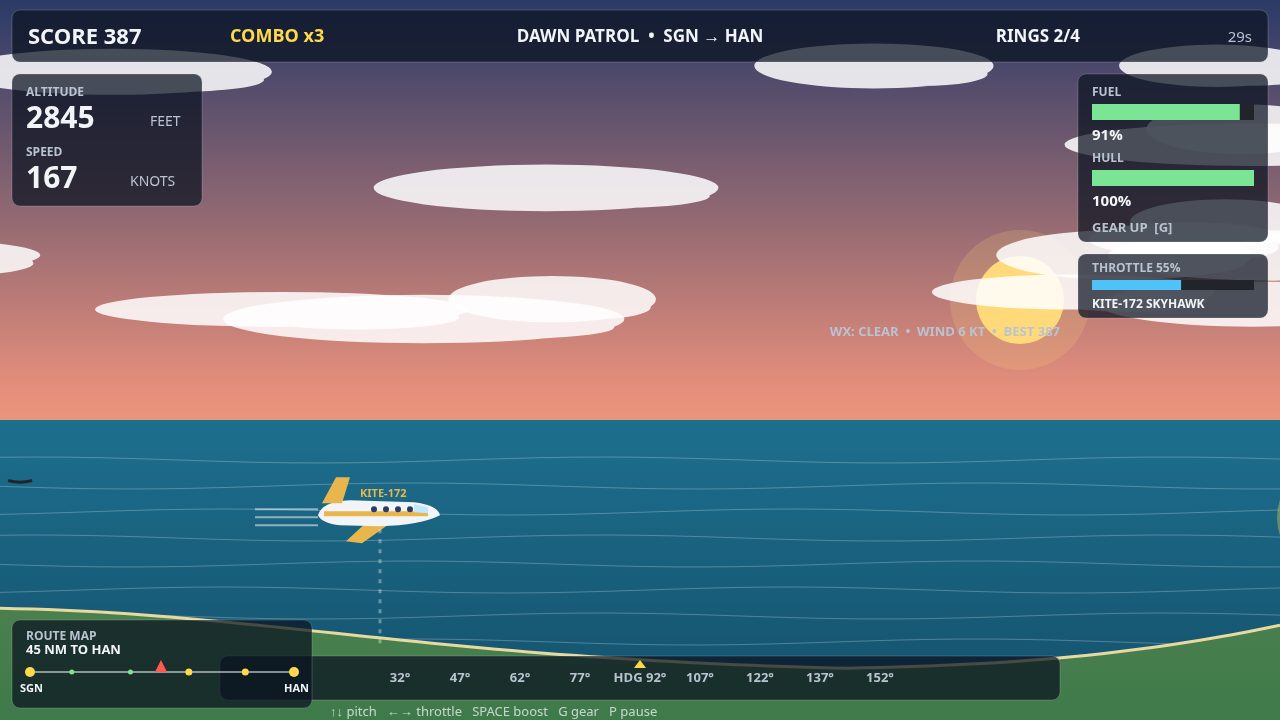 SCORE 387
COMBO x3
DAWN PATROL • SGN → HAN
RINGS 2/4
29s
ALTITUDE
2845 FEET
SPEED
167 KNOTS
FUEL
91%
HULL
100%
GEAR UP [G]
THROTTLE 55%
KITE-172 SKYHAWK
WX: CLEAR • WIND 6 KT • BEST 387
KITE-172
ROUTE MAP
45 NM TO HAN
SGN
HAN
32° 47° 62° 77° HDG 92° 107° 122° 137° 152°
↑↓ pitch ←→ throttle SPACE boost G gear P pause